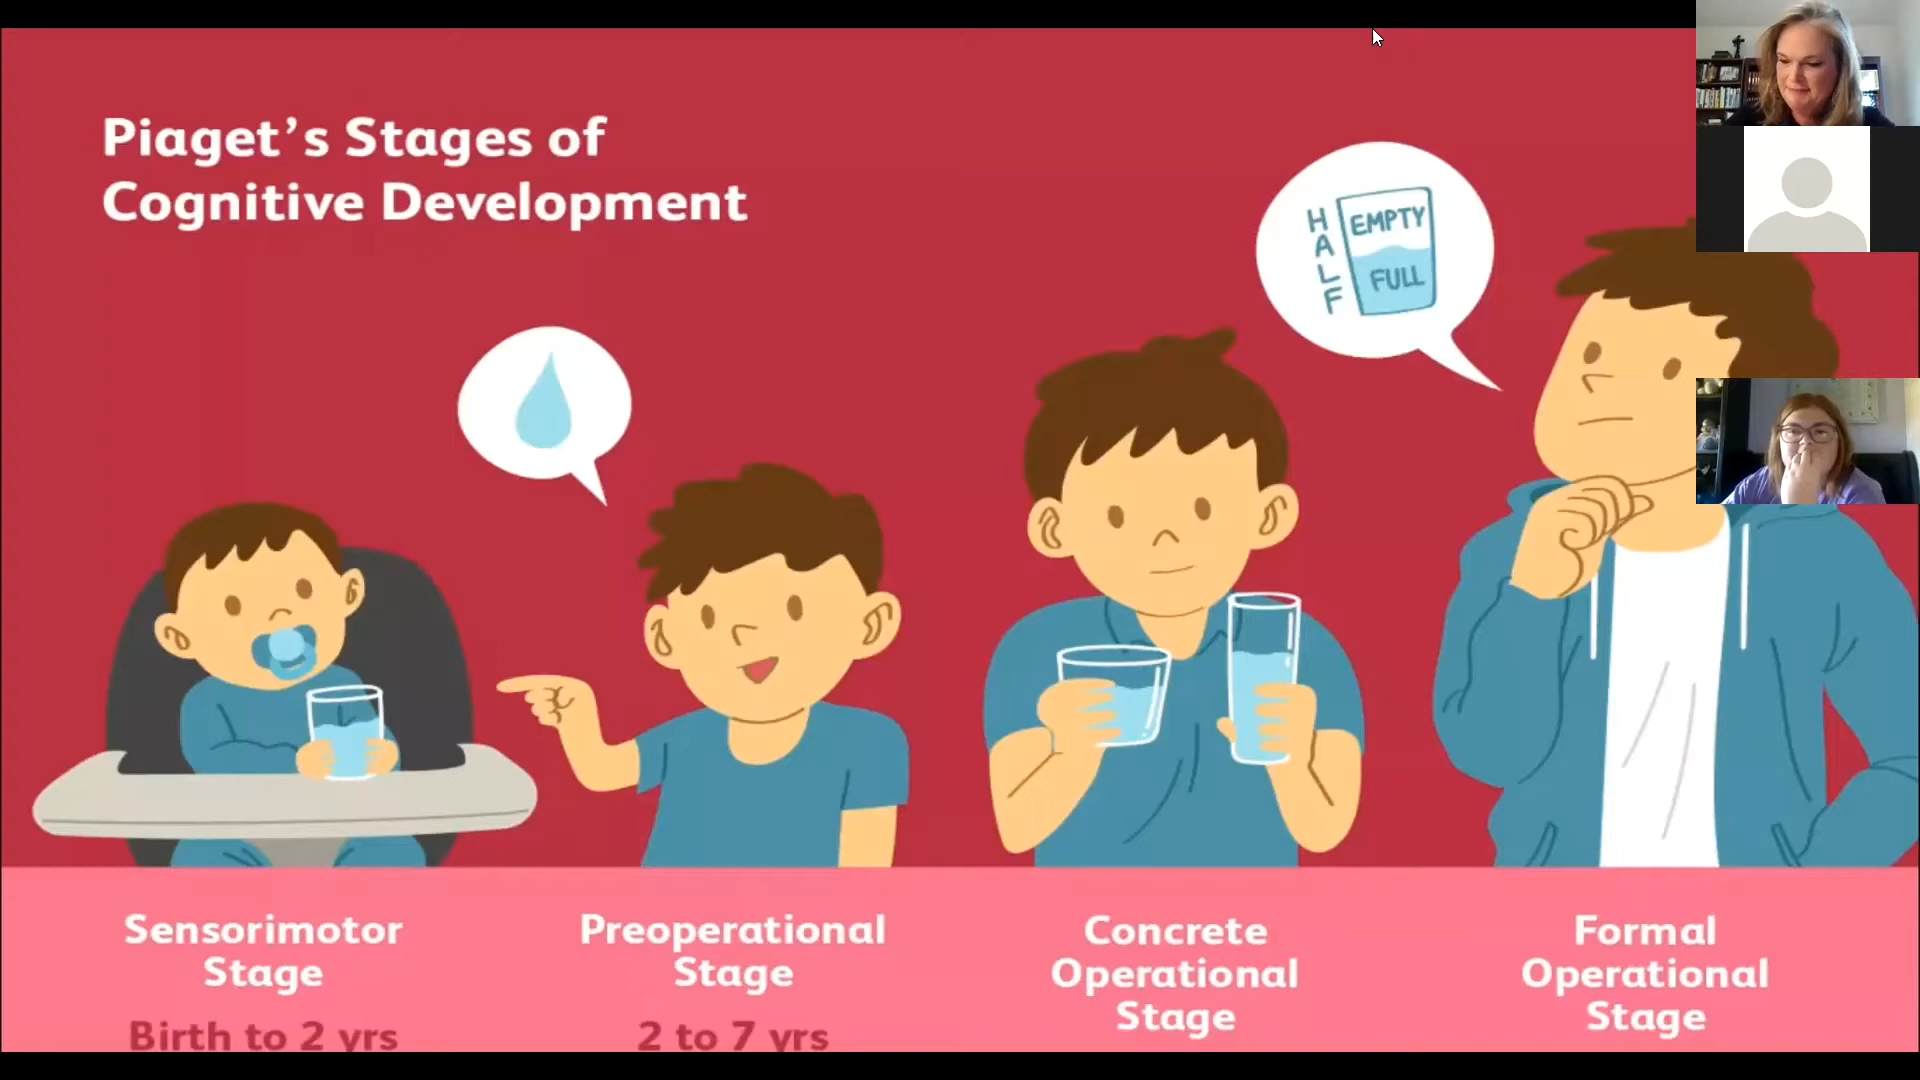 Piaget's Stages of
Cognitive Development
HALF
EMPTY
FULL
Sensorimotor
Stage
Birth to 2 yrs
Preoperational
Stage
2 to 7 yrs
Concrete
Operational
Stage
Formal
Operational
Stage